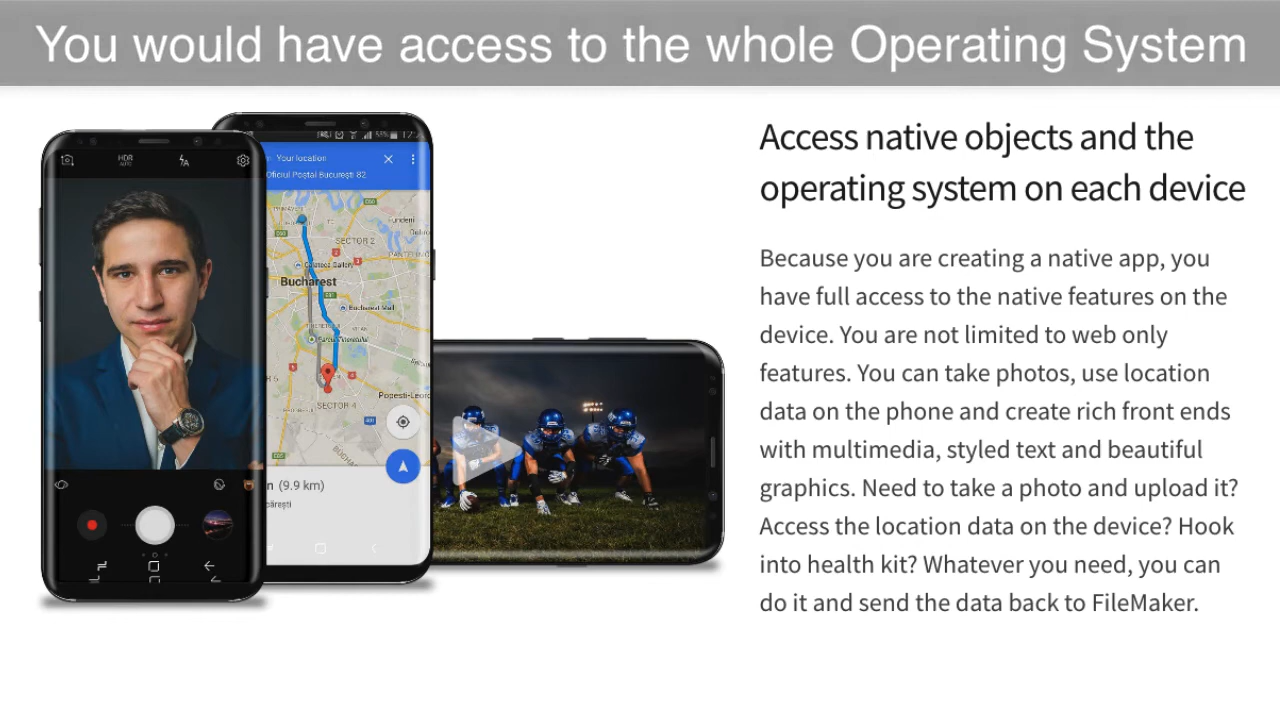 You would have access to the whole Operating System
Access native objects and the
operating system on each device
Because you are creating a native app, you
have full access to the native features on the
device. You are not limited to web only
features. You can take photos, use location
data on the phone and create rich front ends
with multimedia, styled text and beautiful
graphics. Need to take a photo and upload it?
Access the location data on the device? Hook
into health kit? Whatever you need, you can
do it and send the data back to FileMaker.
HDR
AUTO
53%
Your location
Oficiul Poștal București 82
Funderii
SECTOR 2
Bucharest
Bucharest Mall
SECTOR 4
(9.9 km)